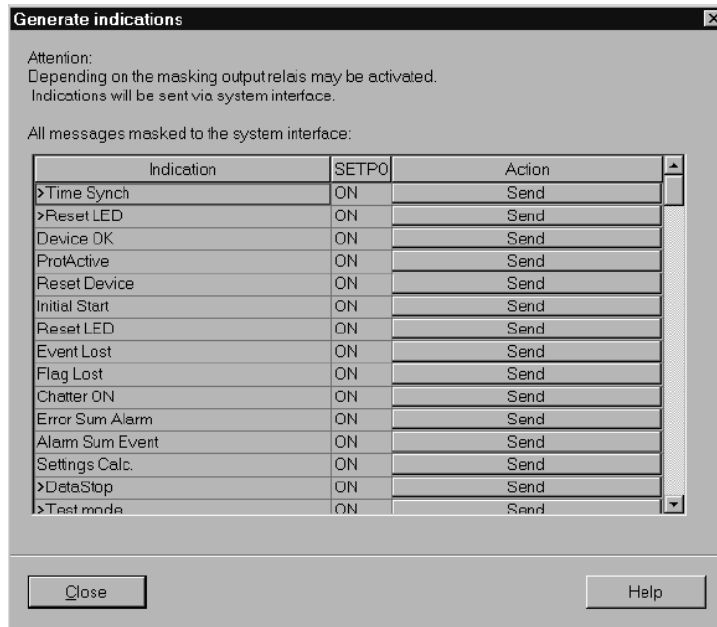 Generate indications
Attention:
Depending on the masking output relais may be activated.
Indications will be sent via system interface.
All messages masked to the system interface:
Indication SETPO Action
>Time Synch ON Send
>Reset LED ON Send
Device OK ON Send
ProtActive ON Send
Reset Device ON Send
Initial Start ON Send
Reset LED ON Send
Event Lost ON Send
Flag Lost ON Send
Chatter ON ON Send
Error Sum Alarm ON Send
Alarm Sum Event ON Send
Settings Calc. ON Send
>DataStop ON Send
>Test mode ON Send
Close Help